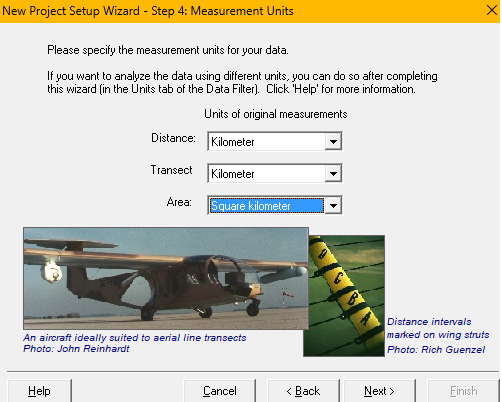 New Project Setup Wizard - Step 4: Measurement Units
Please specify the measurement units for your data.
If you want to analyze the data using different units, you can do so after completing
this wizard (in the Units tab of the Data Filter).  Click 'Help' for more information.
Units of original measurements
Distance:
Kilometer
Transect
Kilometer
Area:
Square kilometer
An aircraft ideally suited to aerial line transects
Photo: John Reinhardt
D
C
B
A
Distance intervals
marked on wing struts
Photo: Rich Guenzel
Help
Cancel
< Back
Next >
Finish